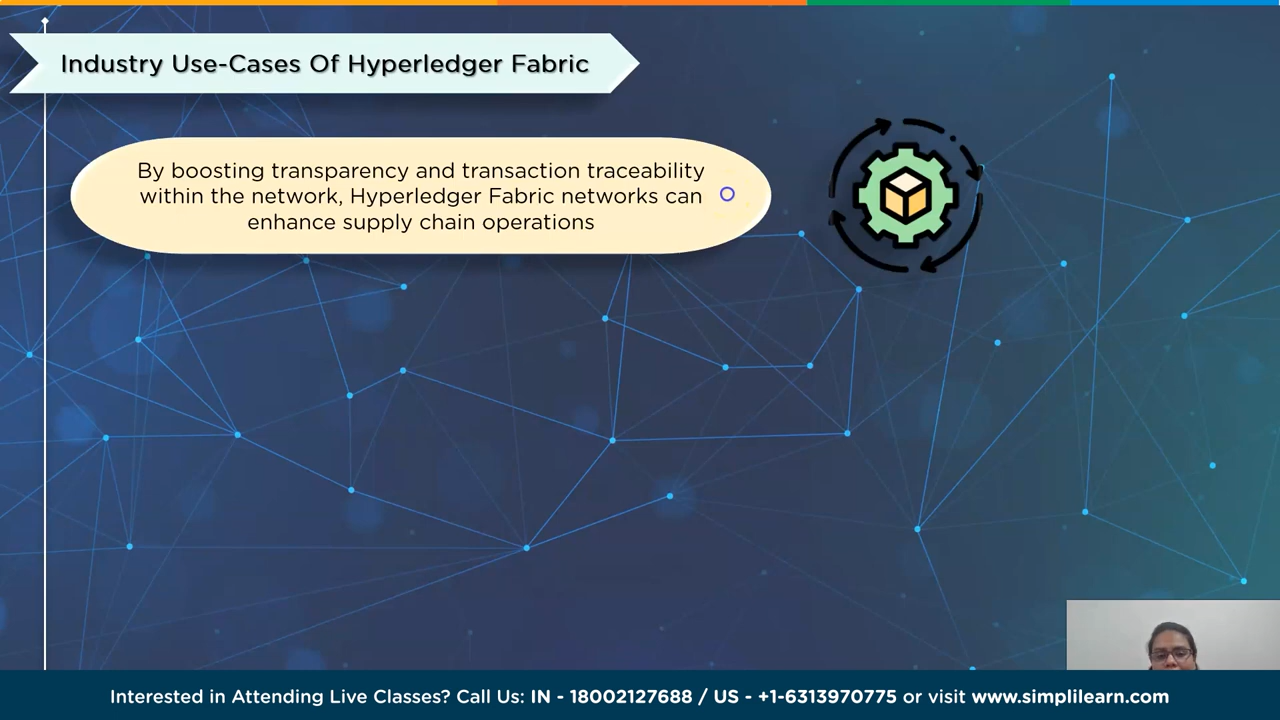 Industry Use-Cases Of Hyperledger Fabric
By boosting transparency and transaction traceability
within the network, Hyperledger Fabric networks can
enhance supply chain operations
Interested in Attending Live Classes? Call Us: IN - 18002127688 / US - +1-6313970775 or visit www.simplilearn.com